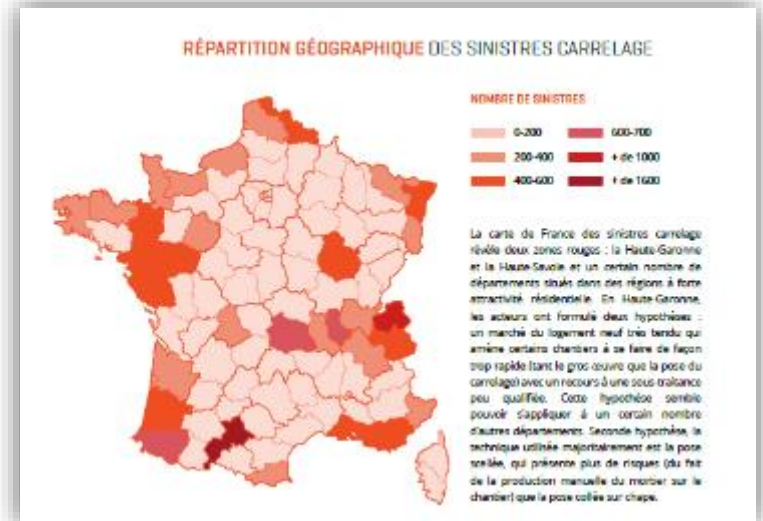 RÉPARTITION GÉOGRAPHIQUE DES SINISTRES CARRELAGE
NOMBRE DE SINISTRES
0-200
600-700
200-400
+ de 1000
400-600
+ de 1600
La carte de France des sinistres carrelage
révèle deux zones rouges : la Haute-Garonne
et la Haute-Savoie et un certain nombre de
départements situés dans des régions à forte
attractivité résidentielle. En Haute-Garonne,
les acteurs ont formulé deux hypothèses :
un marché du logement neuf très tendu qui
amène certains chantiers à se faire de façon
trop rapide (tant le gros œuvre que la pose du
carrelage) avec un recours à une sous-traitance
peu qualifiée. Cette hypothèse semble
pouvoir s'appliquer à un certain nombre
d'autres départements. Seconde hypothèse, la
technique utilisée majoritairement est la pose
scellée, qui présente plus de risques (du fait
de la production manuelle du mortier sur le
chantier) que la pose collée sur chape.